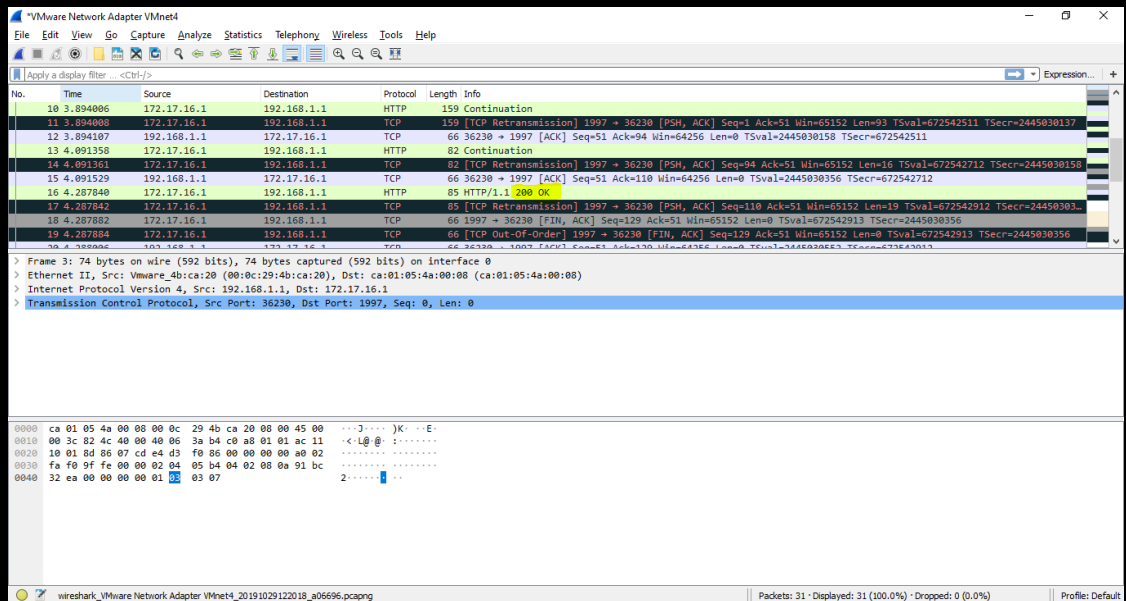 *VMware Network Adapter VMnet4
File Edit View Go Capture Analyze Statistics Telephony Wireless Tools Help
Apply a display filter ... <Ctrl-/> Expression... +
No. Time Source Destination Protocol Length Info
10 3.894006 172.17.16.1 192.168.1.1 HTTP 159 Continuation
11 3.894008 172.17.16.1 192.168.1.1 TCP 159 [TCP Retransmission] 1997 → 36230 [PSH, ACK] Seq=1 Ack=51 Win=65152 Len=93 TSval=672542511 TSecr=2445030137
12 3.894107 192.168.1.1 172.17.16.1 TCP 66 36230 → 1997 [ACK] Seq=51 Ack=94 Win=64256 Len=0 TSval=2445030158 TSecr=672542511
13 4.091358 172.17.16.1 192.168.1.1 HTTP 82 Continuation
14 4.091361 172.17.16.1 192.168.1.1 TCP 82 [TCP Retransmission] 1997 → 36230 [PSH, ACK] Seq=94 Ack=51 Win=65152 Len=16 TSval=672542712 TSecr=2445030158
15 4.091529 192.168.1.1 172.17.16.1 TCP 66 36230 → 1997 [ACK] Seq=51 Ack=110 Win=64256 Len=0 TSval=2445030356 TSecr=672542712
16 4.287840 172.17.16.1 192.168.1.1 HTTP 85 HTTP/1.1 200 OK
17 4.287842 172.17.16.1 192.168.1.1 TCP 85 [TCP Retransmission] 1997 → 36230 [PSH, ACK] Seq=110 Ack=51 Win=65152 Len=19 TSval=672542912 TSecr=24450303...
18 4.287882 172.17.16.1 192.168.1.1 TCP 66 1997 → 36230 [FIN, ACK] Seq=129 Ack=51 Win=65152 Len=0 TSval=672542913 TSecr=2445030356
19 4.287884 172.17.16.1 192.168.1.1 TCP 66 [TCP Out-Of-Order] 1997 → 36230 [FIN, ACK] Seq=129 Ack=51 Win=65152 Len=0 TSval=672542913 TSecr=2445030356
> Frame 3: 74 bytes on wire (592 bits), 74 bytes captured (592 bits) on interface 0
> Ethernet II, Src: Vmware_4b:ca:20 (00:0c:29:4b:ca:20), Dst: ca:01:05:4a:00:08 (ca:01:05:4a:00:08)
> Internet Protocol Version 4, Src: 192.168.1.1, Dst: 172.17.16.1
> Transmission Control Protocol, Src Port: 36230, Dst Port: 1997, Seq: 0, Len: 0
0000 ca 01 05 4a 00 08 00 0c 29 4b ca 20 08 00 45 00 ···J···· )K· ··E·
0010 00 3c 82 4c 40 00 40 06 3a b4 c0 a8 01 01 ac 11 ·<·L@·@· :·······
0020 10 01 8d 86 07 cd e4 d3 f0 86 00 00 00 00 a0 02 ········ ········
0030 fa f0 9f fe 00 00 02 04 05 b4 04 02 08 0a 91 bc ········ ········
0040 32 ea 00 00 00 00 01 03 03 07 2······· ··
wireshark_VMware Network Adapter VMnet4_20191029122018_a06696.pcapng Packets: 31 · Displayed: 31 (100.0%) · Dropped: 0 (0.0%) Profile: Default